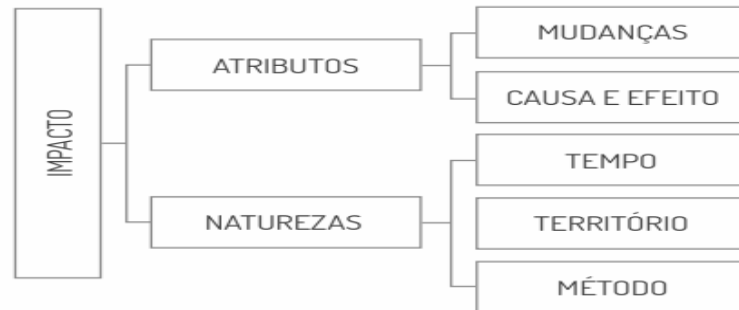 IMPACTO
ATRIBUTOS
MUDANÇAS
CAUSA E EFEITO
NATUREZAS
TEMPO
TERRITÓRIO
MÉTODO